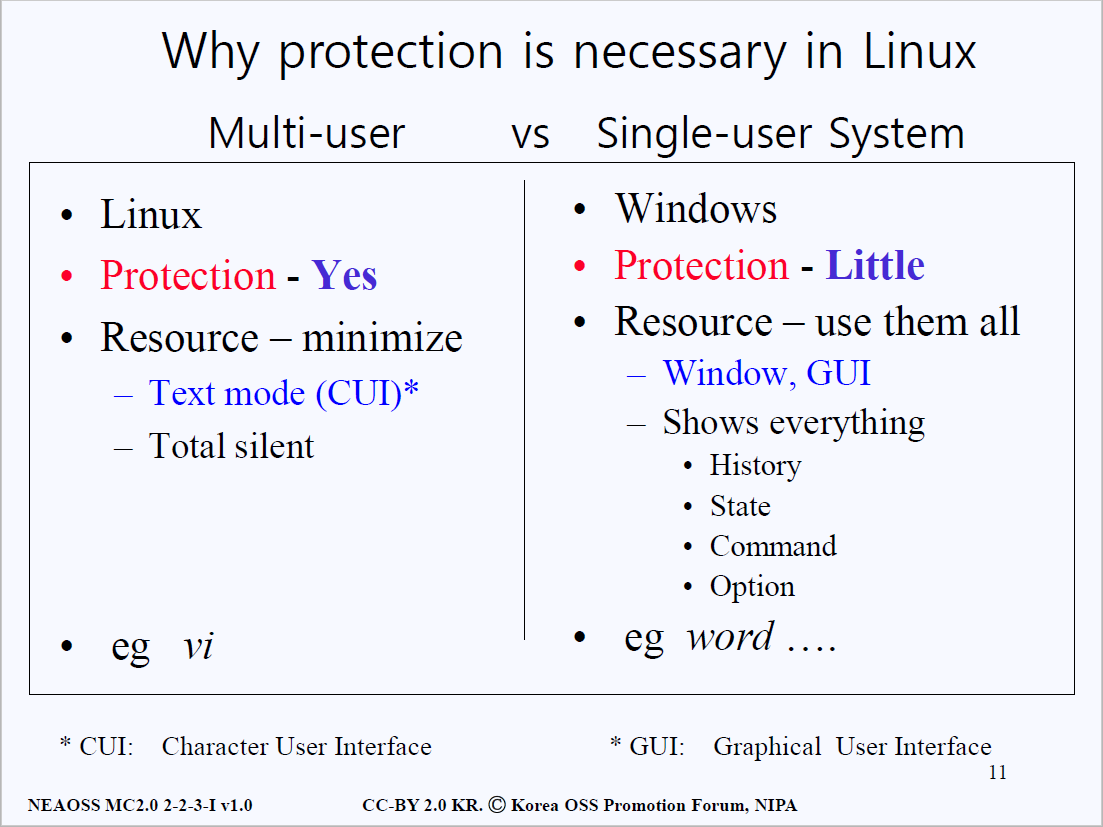 Why protection is necessary in Linux
Multi-user vs Single-user System
• Linux
• Protection - Yes
• Resource – minimize
– Text mode (CUI)*
– Total silent
• eg vi
• Windows
• Protection - Little
• Resource – use them all
– Window, GUI
– Shows everything
• History
• State
• Command
• Option
• eg word ….
* CUI: Character User Interface
* GUI: Graphical User Interface
11
NEAOSS MC2.0 2-2-3-I v1.0
CC-BY 2.0 KR. Ⓒ Korea OSS Promotion Forum, NIPA